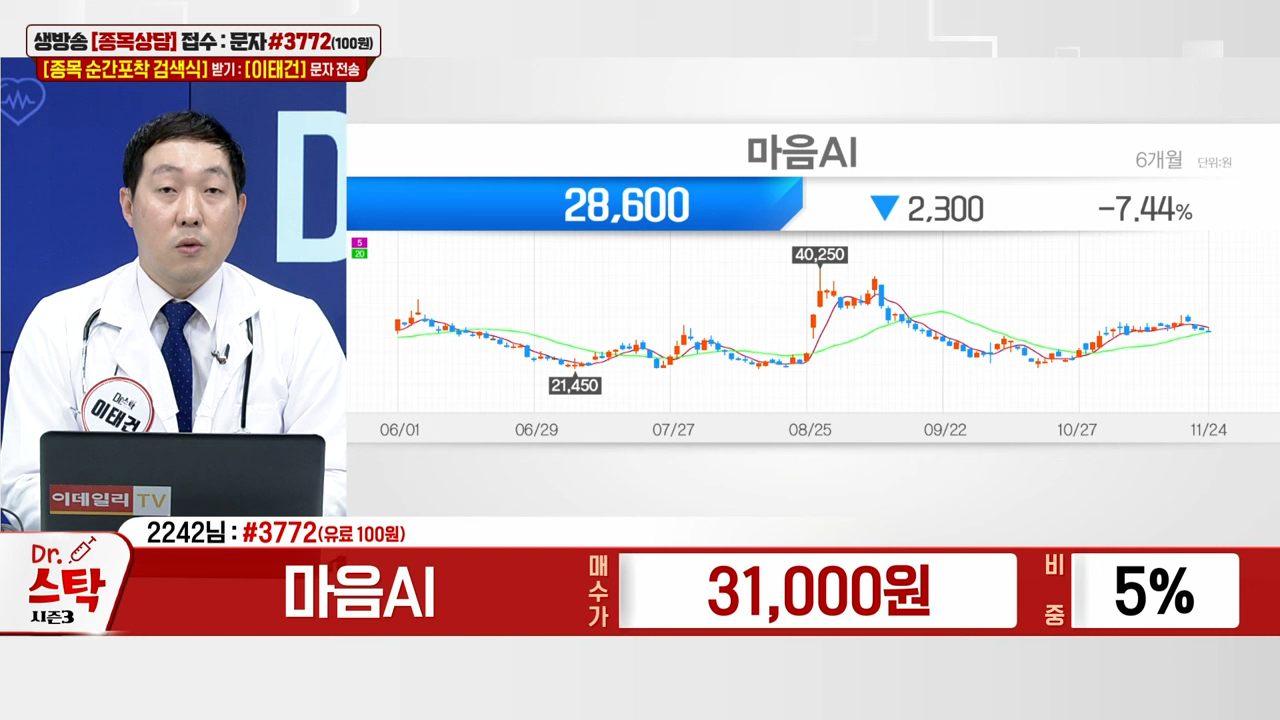 생방송 [종목상담] 접수 : 문자#3772(100원)
[종목 순간포착 검색식] 받기 : [이태건] 문자 전송
D
마음AI
6개월 단위:원
28,600 ▼ 2,300 -7.44%
5
20
40,250
21,450
06/01 06/29 07/27 08/25 09/22 10/27 11/24
Dr.스탁
이태건
이데일리 TV
2242님 : #3772(유료 100원)
Dr.
스탁
시즌3
마음AI
매수가
31,000원
비중
5%